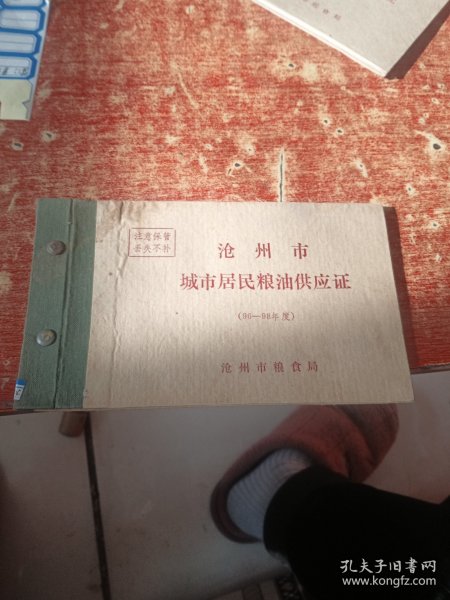 注意保管
丢失不补
沧州市
城市居民粮油供应证
(96—98年度)
沧州市粮食局
孔夫子旧书网
www.kongfz.com